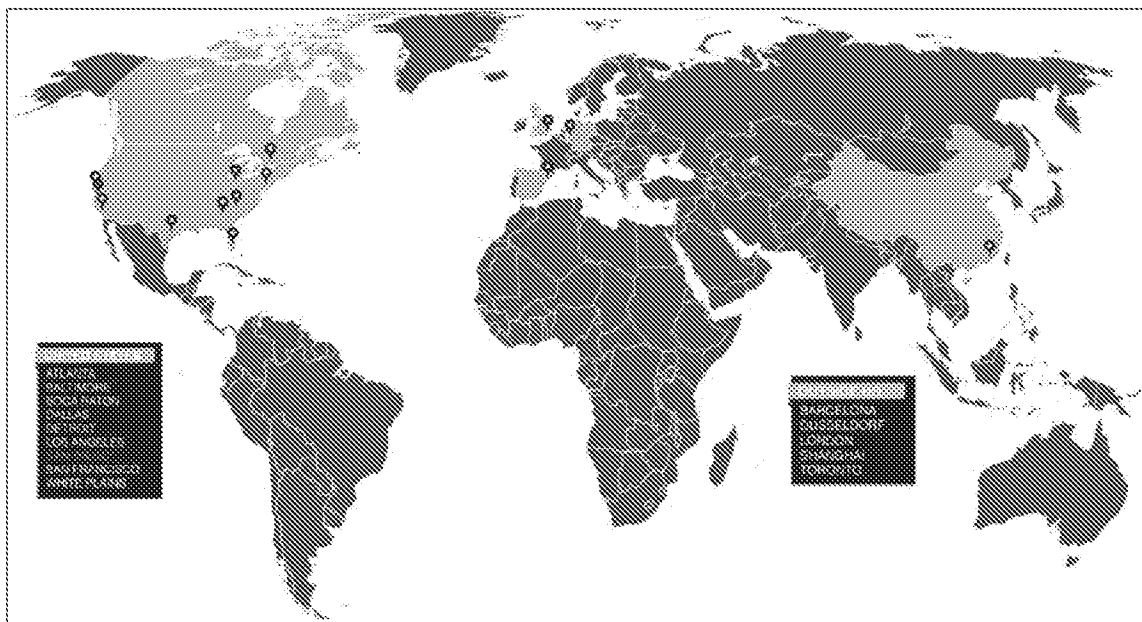 ATLANTA
BALTIMORE
BOCA RATON
DALLAS
DETROIT
LOS ANGELES
SAN FRANCISCO
WHITE PLAINS
BARCELONA
DUSSELDORF
LONDON
SHANGHAI
TORONTO